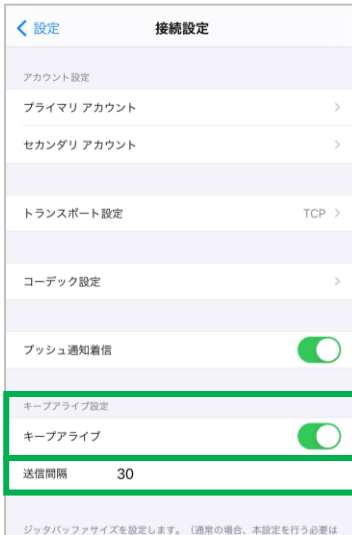 設定 接続設定
アカウント設定
プライマリ アカウント
セカンダリ アカウント
トランスポート設定 TCP
コーデック設定
プッシュ通知着信
キープアライブ設定
キープアライブ
送信間隔 30
ジッタバッファサイズを設定します。（通常の場合、本設定を行う必要は